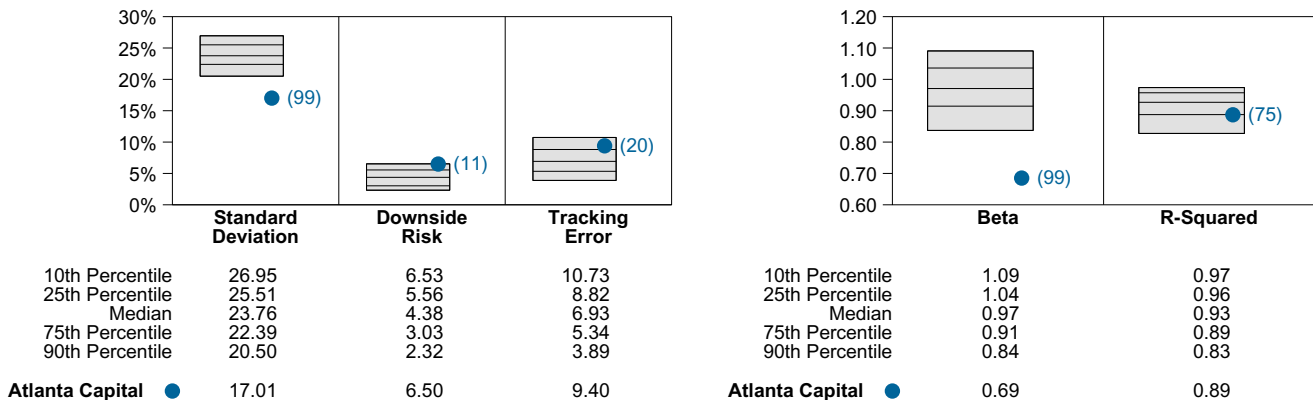 30%
25%
20%
15%
10%
5%
0%
(99)
(11)
(20)
Standard Deviation
Downside Risk
Tracking Error
10th Percentile 26.95 6.53 10.73
25th Percentile 25.51 5.56 8.82
Median 23.76 4.38 6.93
75th Percentile 22.39 3.03 5.34
90th Percentile 20.50 2.32 3.89
Atlanta Capital 17.01 6.50 9.40
1.20
1.10
1.00
0.90
0.80
0.70
0.60
(99)
(75)
Beta
R-Squared
10th Percentile 1.09 0.97
25th Percentile 1.04 0.96
Median 0.97 0.93
75th Percentile 0.91 0.89
90th Percentile 0.84 0.83
Atlanta Capital 0.69 0.89